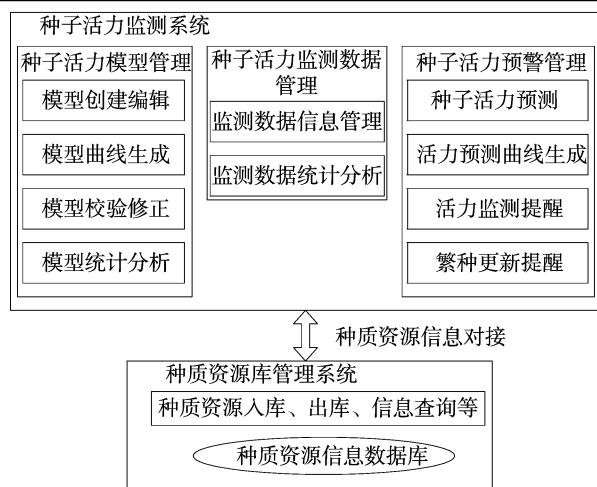 种子活力监测系统
种子活力模型管理
模型创建编辑
模型曲线生成
模型校验修正
模型统计分析
种子活力监测数据
管理
监测数据信息管理
监测数据统计分析
种子活力预警管理
种子活力预测
活力预测曲线生成
活力监测提醒
繁种更新提醒
种质资源信息对接
种质资源库管理系统
种质资源入库、出库、信息查询等
种质资源信息数据库